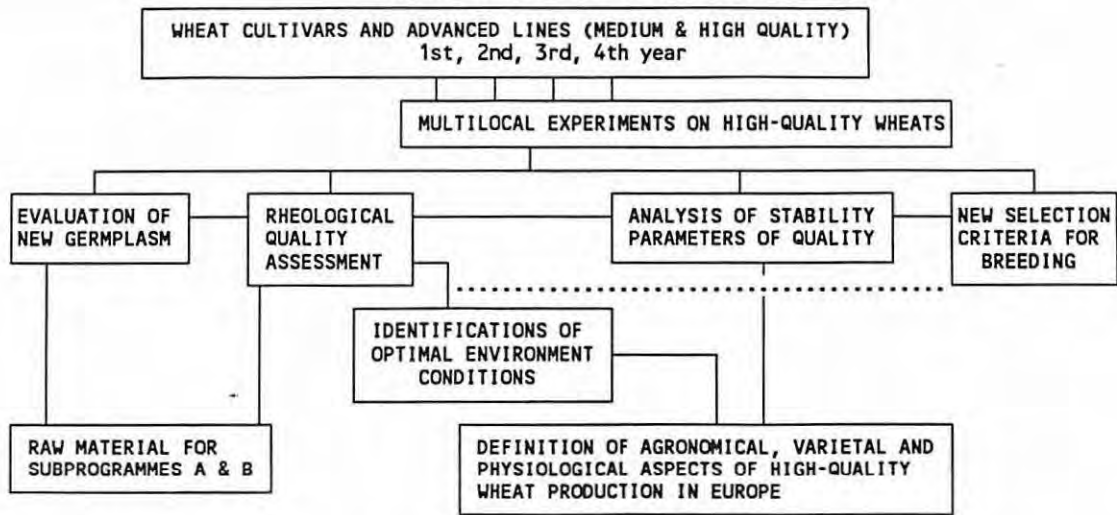 WHEAT CULTIVARS AND ADVANCED LINES (MEDIUM & HIGH QUALITY)
1st, 2nd, 3rd, 4th year
MULTILOCAL EXPERIMENTS ON HIGH-QUALITY WHEATS
EVALUATION OF
NEW GERMPLASM
RHEOLOGICAL
QUALITY
ASSESSMENT
ANALYSIS OF STABILITY
PARAMETERS OF QUALITY
NEW SELECTION
CRITERIA FOR
BREEDING
IDENTIFICATIONS OF
OPTIMAL ENVIRONMENT
CONDITIONS
RAW MATERIAL FOR
SUBPROGRAMMES A & B
DEFINITION OF AGRONOMICAL, VARIETAL AND
PHYSIOLOGICAL ASPECTS OF HIGH-QUALITY
WHEAT PRODUCTION IN EUROPE